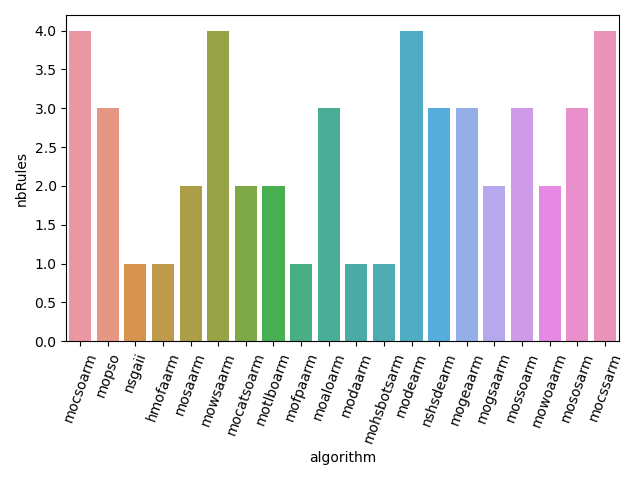 4.0
3.5
3.0
2.5
2.0
1.5
1.0
0.5
0.0
nbRules
mocsoarm
mopso
nsgaii
hmofaarm
mosaarm
mowsaarm
mocatsoarm
motlboarm
mofpaarm
moaloarm
modaarm
mohsbotsarm
modearm
nshsdearm
mogeaarm
mogsaarm
mossoarm
mowoaarm
mososarm
mocssarm
algorithm